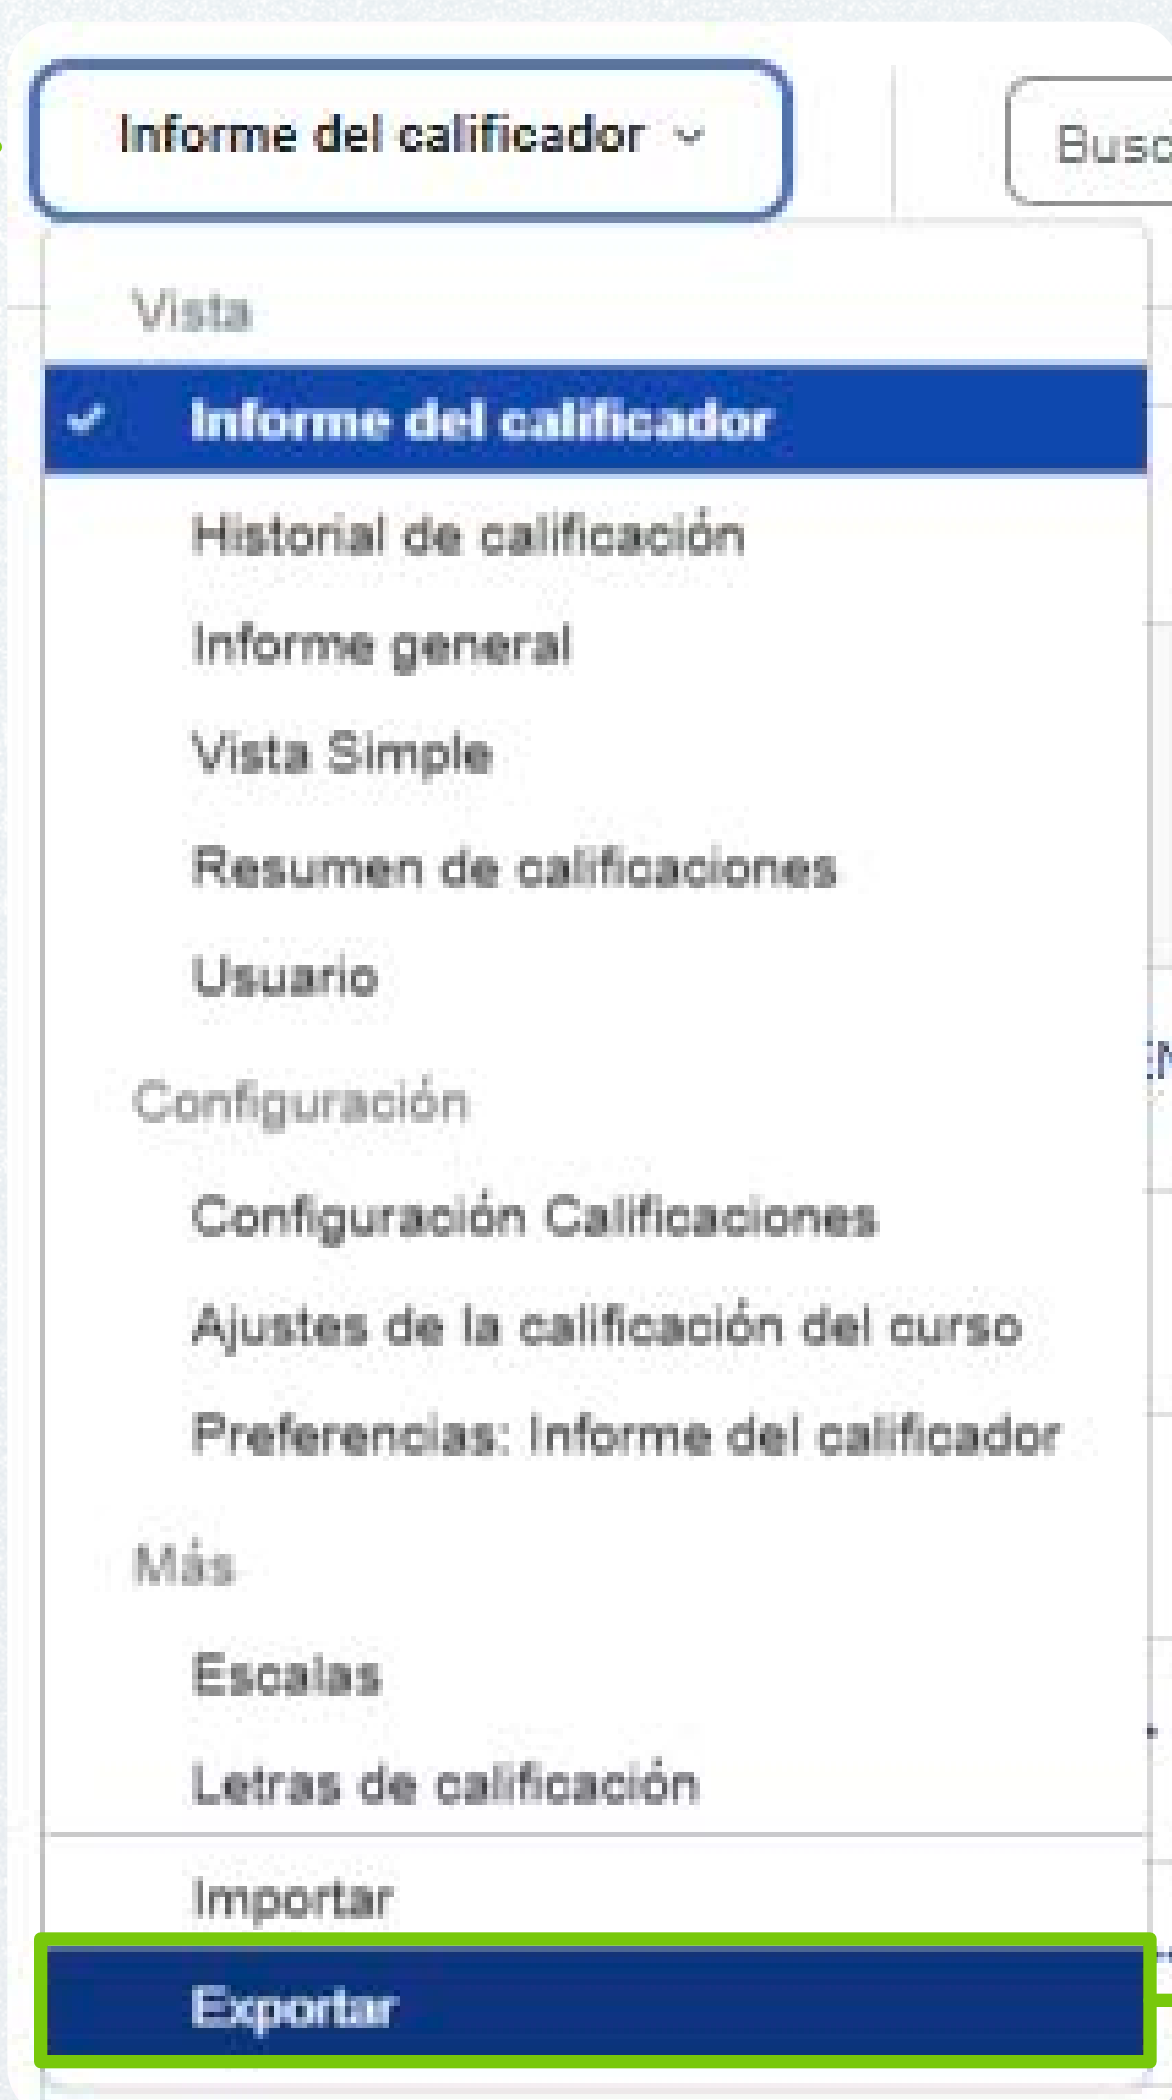 Informe del calificador
Busc
Vista
Informe del calificador
Historial de calificación
Informe general
Vista Simple
Resumen de calificaciones
Usuario
Configuración
Configuración Calificaciones
Ajustes de la calificación del curso
Preferencias: Informe del calificador
Más
Escalas
Letras de calificación
Importar
Exportar